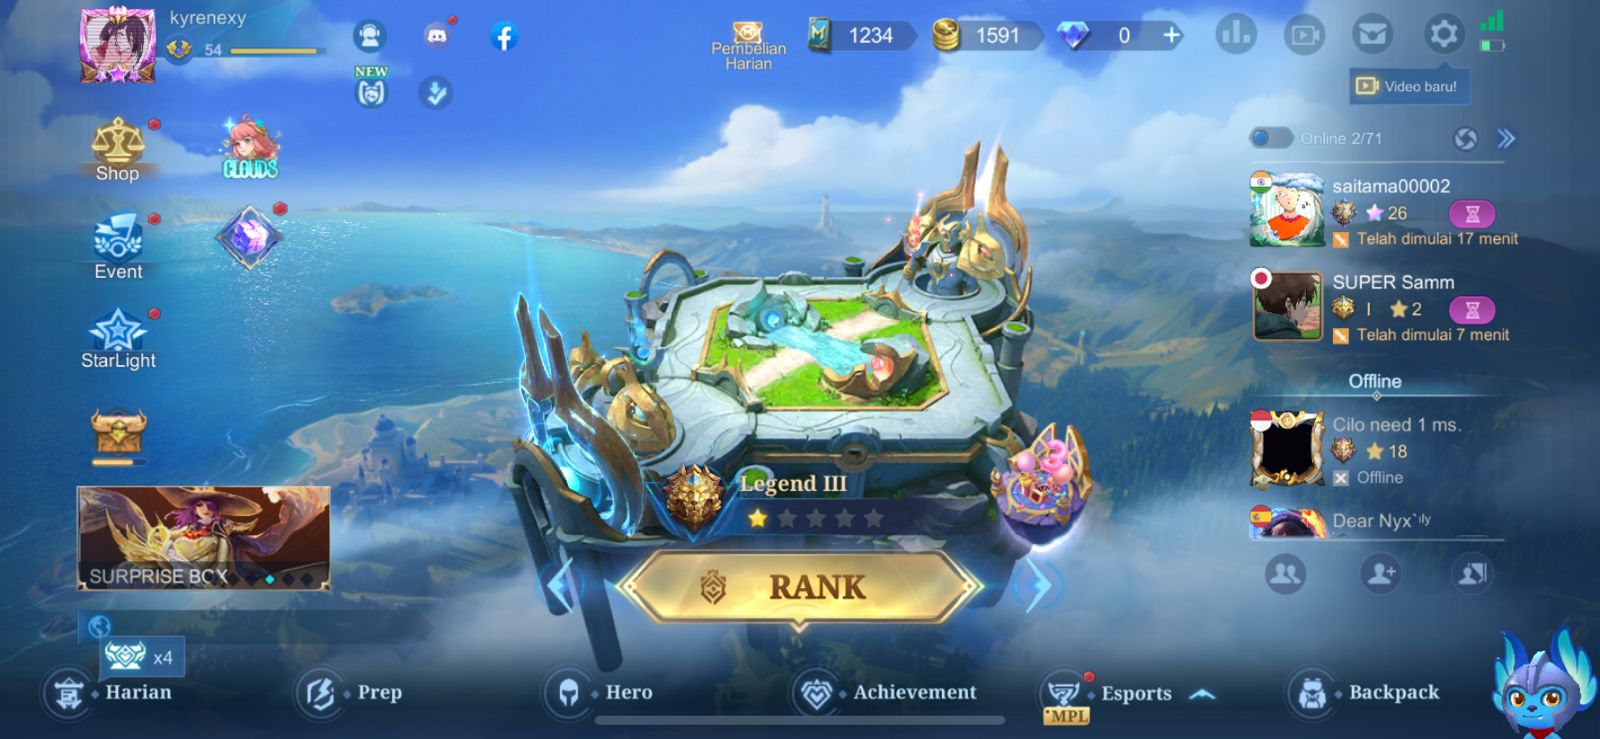 kyrenexy
54
NEW
Pembelian
Harian
1234
1591
0
Video baru!
Shop
CLOUDS
Event
StarLight
Online 2/71
saitama00002
26
Telah dimulai 17 menit
SUPER Samm
I 2
Telah dimulai 7 menit
Offline
Cilo need 1 ms.
18
Offline
Dear Nyx`ᶦˡʸ
Legend III
SURPRISE BOX
RANK
x4
Harian
Prep
Hero
Achievement
Esports
MPL
Backpack